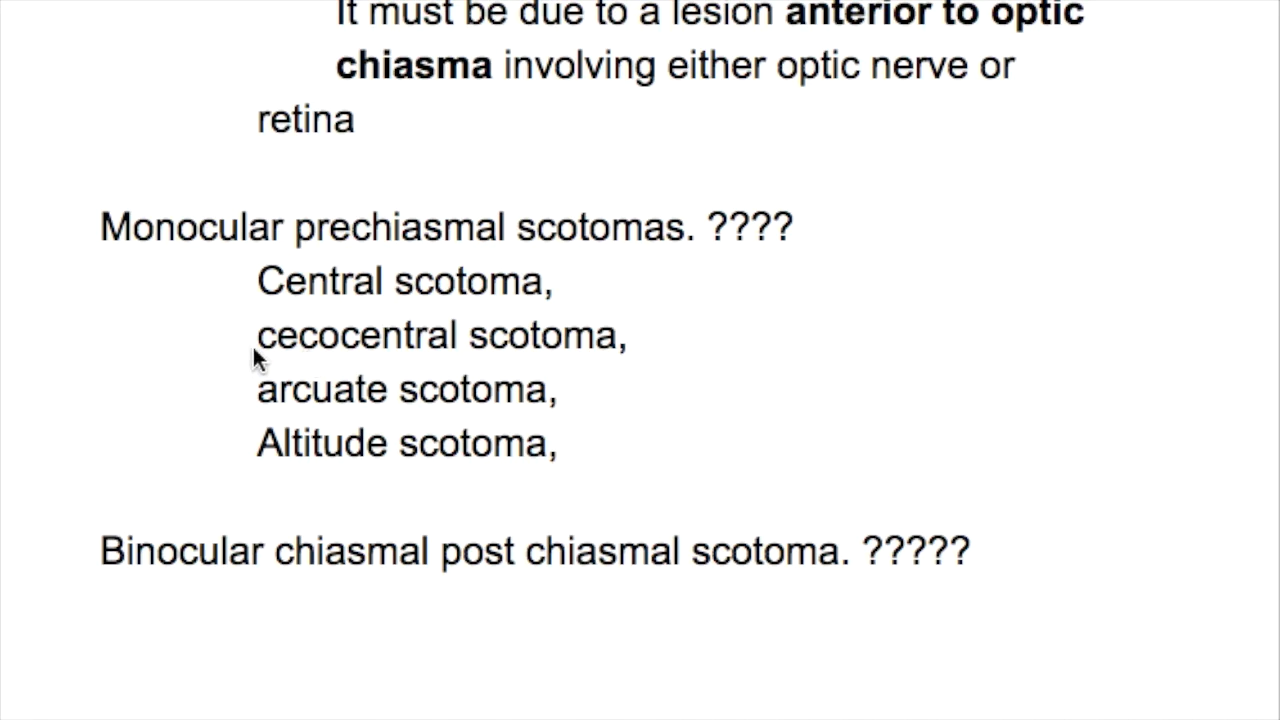 It must be due to a lesion anterior to optic
chiasma involving either optic nerve or
retina
Monocular prechiasmal scotomas. ????
Central scotoma,
cecocentral scotoma,
arcuate scotoma,
Altitude scotoma,
Binocular chiasmal post chiasmal scotoma. ?????